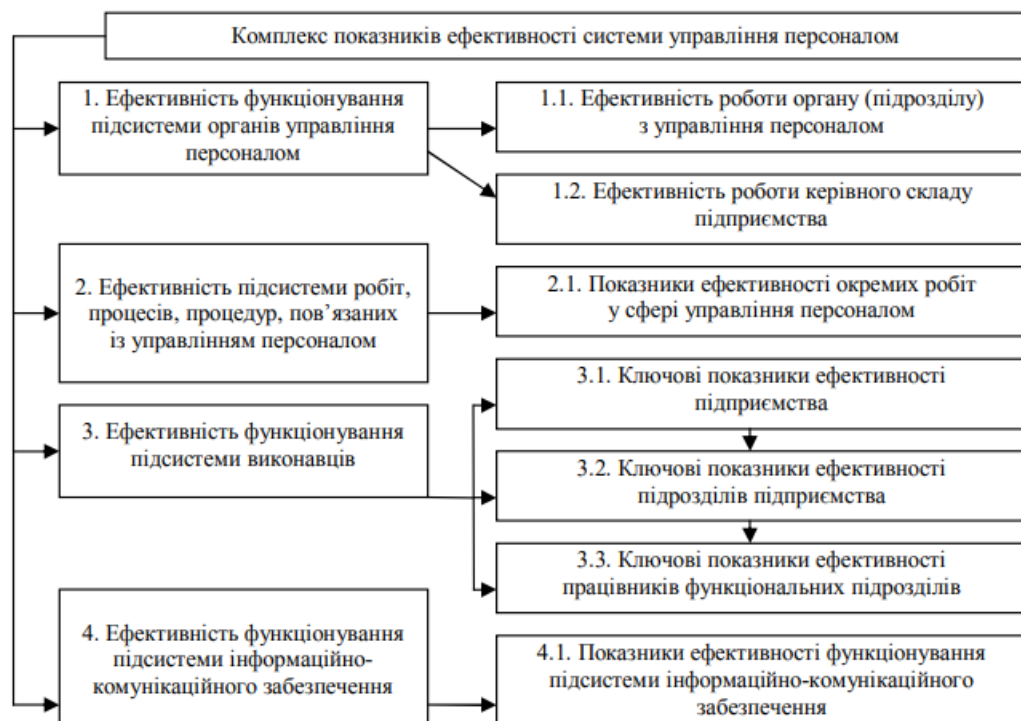 Комплекс показників ефективності системи управління персоналом
1. Ефективність функціонування
підсистеми органів управління
персоналом
1.1. Ефективність роботи органу (підрозділу)
з управління персоналом
1.2. Ефективність роботи керівного складу
підприємства
2. Ефективність підсистеми робіт,
процесів, процедур, пов’язаних
із управлінням персоналом
2.1. Показники ефективності окремих робіт
у сфері управління персоналом
3. Ефективність функціонування
підсистеми виконавців
3.1. Ключові показники ефективності
підприємства
3.2. Ключові показники ефективності
підрозділів підприємства
3.3. Ключові показники ефективності
працівників функціональних підрозділів
4. Ефективність функціонування
підсистеми інформаційно-
комунікаційного забезпечення
4.1. Показники ефективності функціонування
підсистеми інформаційно-комунікаційного
забезпечення